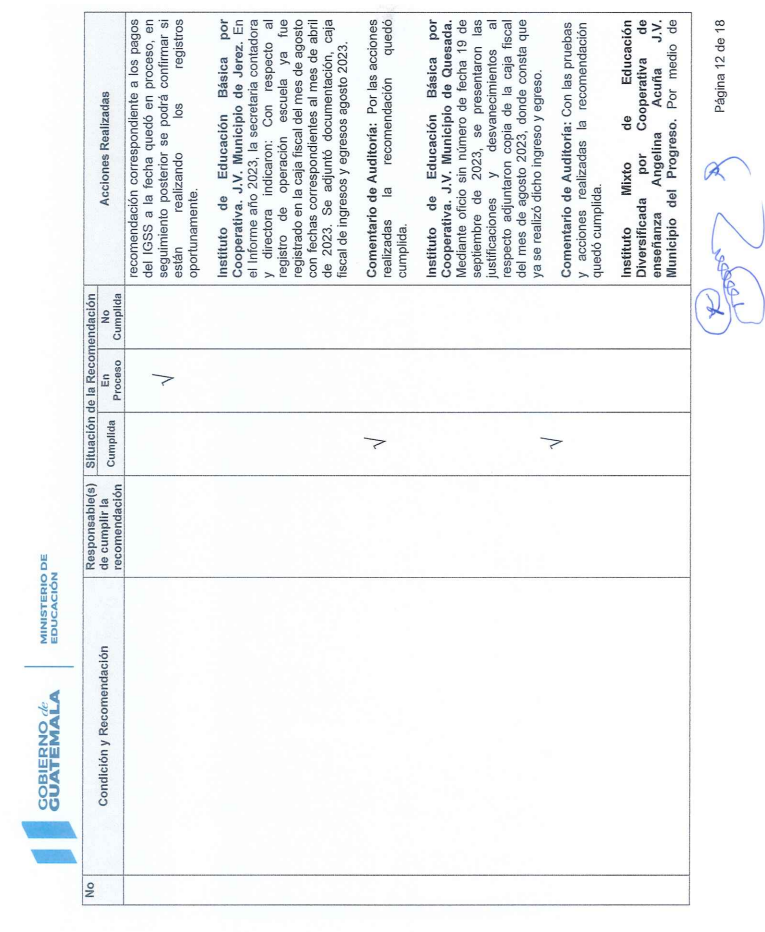 GOBIERNO de
GUATEMALA
MINISTERIO DE
EDUCACIÓN
No
Condición y Recomendación
Responsable(s)
de cumplir la
recomendación
Situación de la Recomendación
Cumplida
En
Proceso
No
Cumplida
Acciones Realizadas
recomendación correspondiente a los pagos
del IGSS a la fecha quedó en proceso, en
seguimiento posterior se podrá confirmar si
están realizando los registros
oportunamente.
√
Instituto de Educación Básica por
Cooperativa. J.V. Municipio de Jerez. En
el Informe año 2023, la secretaria contadora
y directora indicaron: Con respecto al
registro de operación escuela ya fue
registrado en la caja fiscal del mes de agosto
con fechas correspondientes al mes de abril
de 2023. Se adjuntó documentación, caja
fiscal de ingresos y egresos agosto 2023.
Comentario de Auditoría: Por las acciones
realizadas la recomendación quedó
cumplida.
√
Instituto de Educación Básica por
Cooperativa. J.V. Municipio de Quesada.
Mediante oficio sin número de fecha 19 de
septiembre de 2023, se presentaron las
justificaciones y desvanecimientos al
respecto adjuntaron copia de la caja fiscal
del mes de agosto 2023, donde consta que
ya se realizó dicho ingreso y egreso.
Comentario de Auditoría: Con las pruebas
y acciones realizadas la recomendación
quedó cumplida.
√
Instituto Mixto de Educación
Diversificada por Cooperativa de
enseñanza Angelina Acuña J.V.
Municipio del Progreso. Por medio de
Página 12 de 18